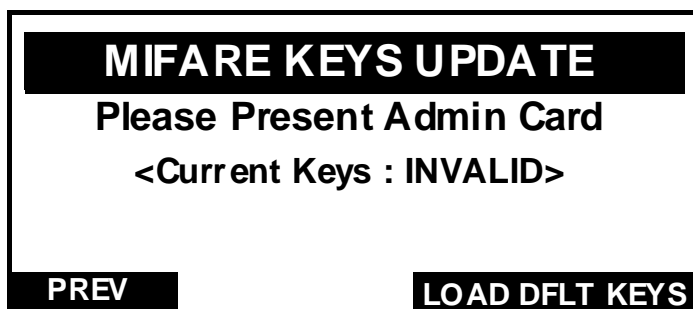 MIFARE KEYS UPDATE
Please Present Admin Card
<Current Keys : INVALID>
PREV LOAD DFLT KEYS